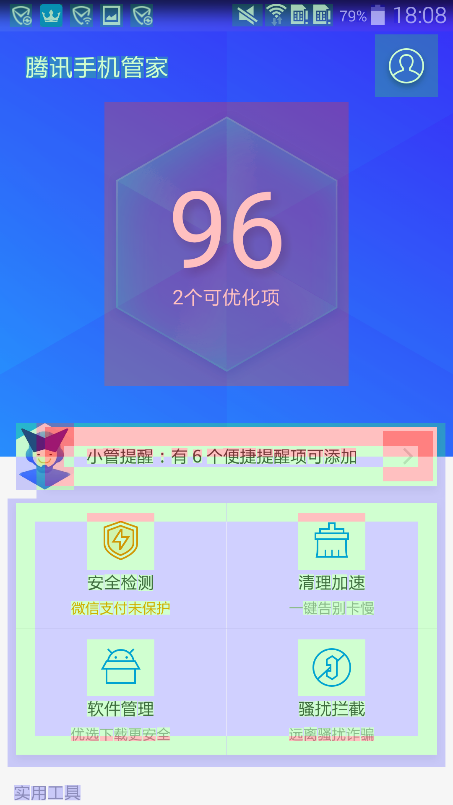 79% 18:08
腾讯手机管家
96
2个可优化项
小管提醒：有 6 个便捷提醒项可添加
安全检测 清理加速
微信支付未保护 一键告别卡慢
软件管理 骚扰拦截
优选下载更安全 远离骚扰诈骗
实用工具